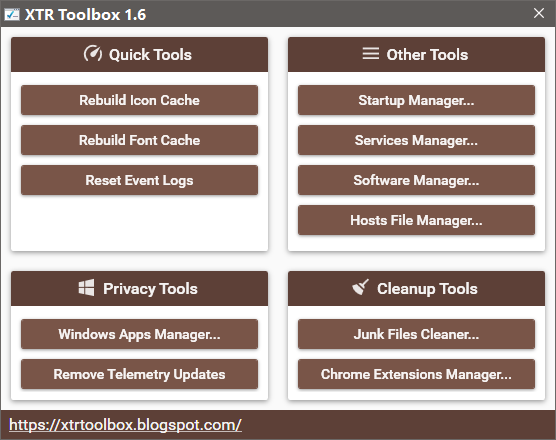 XTR Toolbox 1.6
Quick Tools
Rebuild Icon Cache
Rebuild Font Cache
Reset Event Logs
Other Tools
Startup Manager...
Services Manager...
Software Manager...
Hosts File Manager...
Privacy Tools
Windows Apps Manager...
Remove Telemetry Updates
Cleanup Tools
Junk Files Cleaner...
Chrome Extensions Manager...
https://xtrtoolbox.blogspot.com/